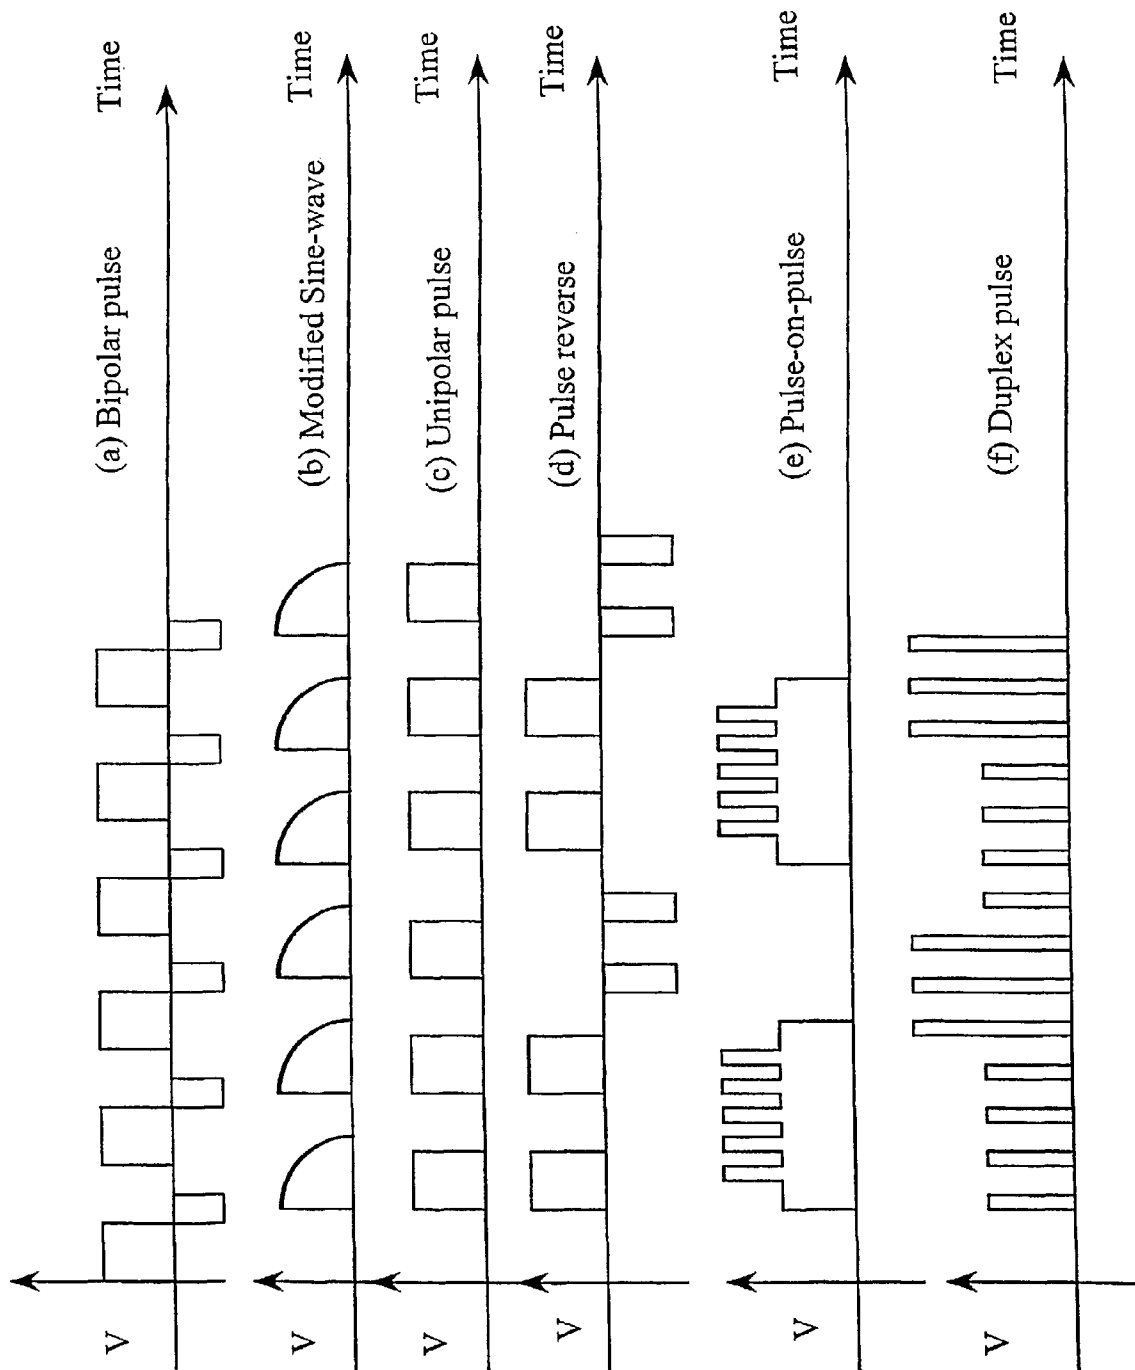 V
(a) Bipolar pulse
Time
V
(b) Modified Sine-wave
Time
V
(c) Unipolar pulse
Time
V
(d) Pulse reverse
Time
V
(e) Pulse-on-pulse
Time
V
(f) Duplex pulse
Time